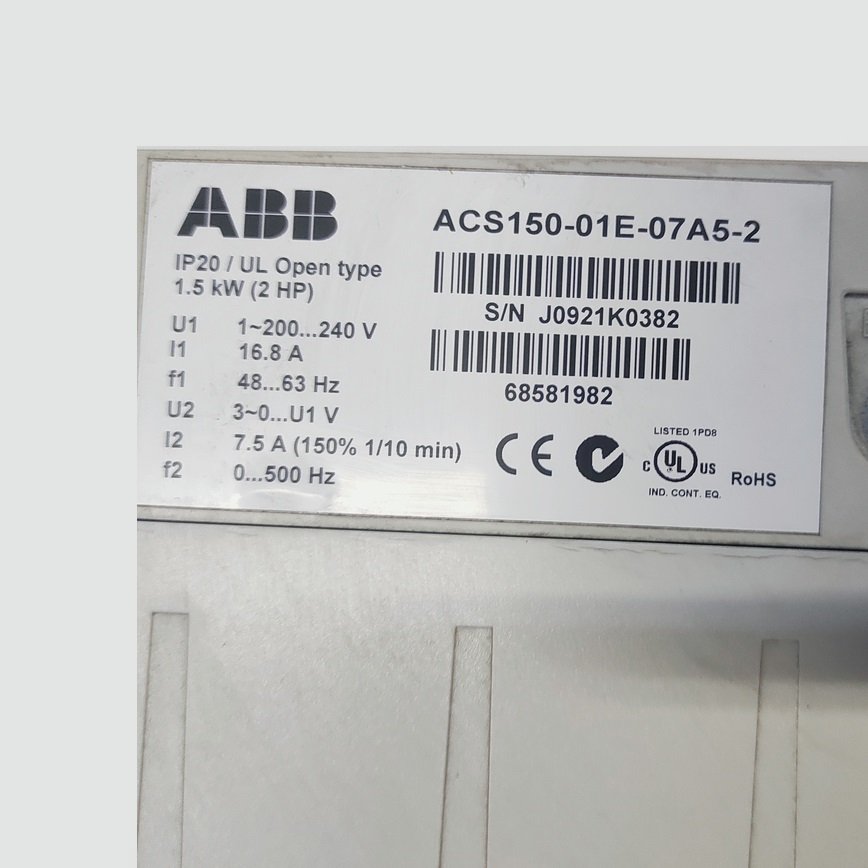 ABB
ACS150-01E-07A5-2
IP20 / UL Open type
1.5 kW (2 HP)
S/N J0921K0382
U1 1~200...240 V
I1 16.8 A
f1 48...63 Hz
68581982
U2 3~0...U1 V
I2 7.5 A (150% 1/10 min)
f2 0...500 Hz
CE
LISTED 1PD8
C UL US
IND. CONT. EQ.
RoHS